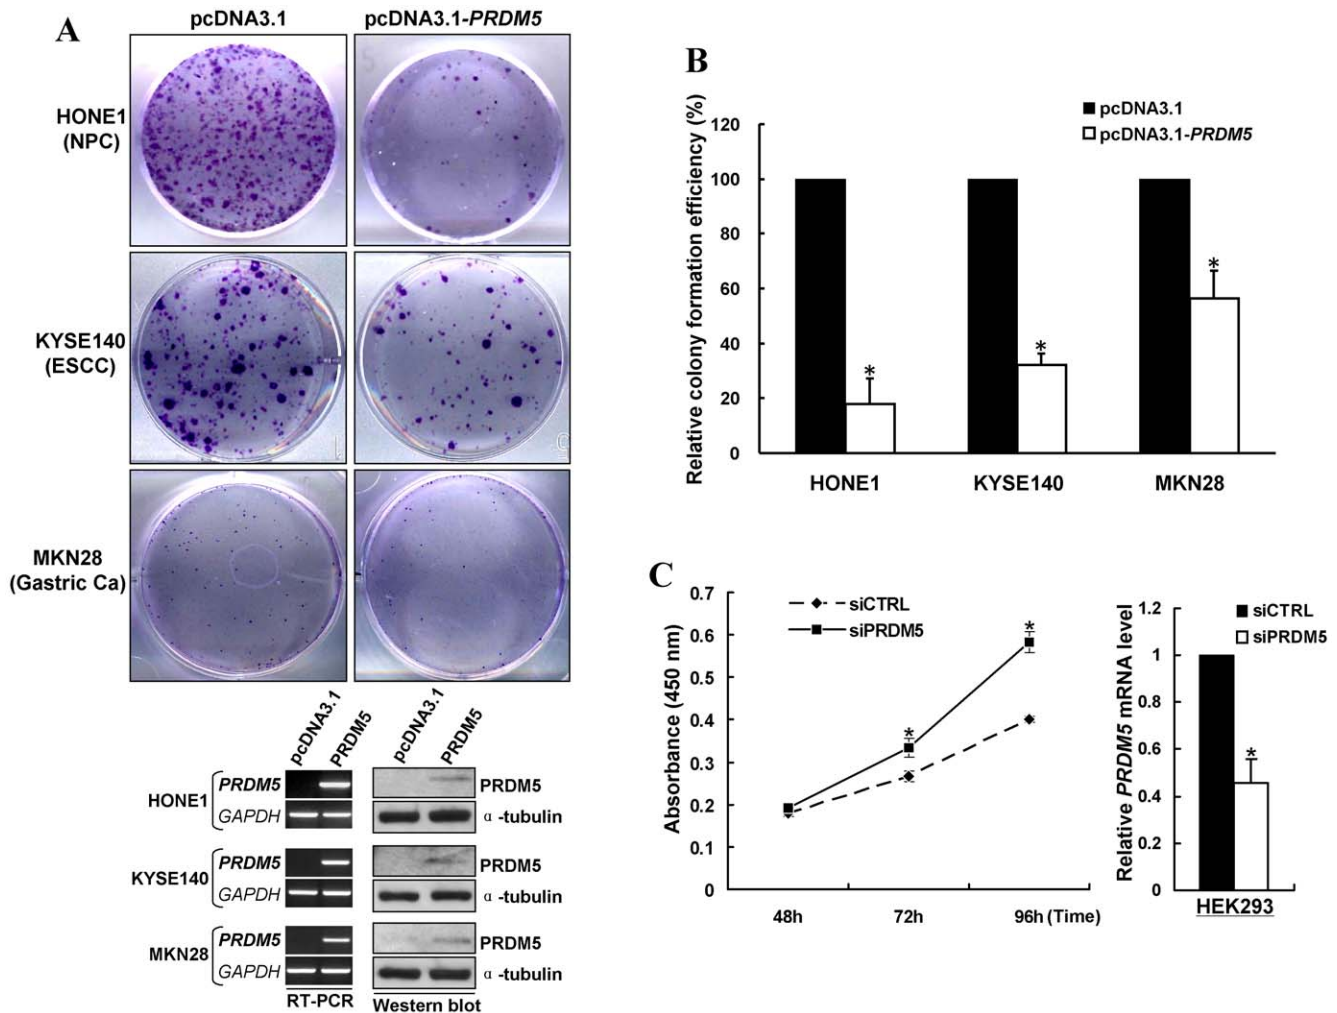 A
pcDNA3.1
pcDNA3.1-PRDM5
HONE1
(NPC)
KYSE140
(ESCC)
MKN28
(Gastric Ca)
pcDNA3.1
PRDM5
pcDNA3.1
PRDM5
HONE1
PRDM5
GAPDH
PRDM5
α -tubulin
KYSE140
PRDM5
GAPDH
PRDM5
α -tubulin
MKN28
PRDM5
GAPDH
PRDM5
α -tubulin
RT-PCR
Western blot
B
Relative colony formation efficiency (%)
pcDNA3.1
pcDNA3.1-PRDM5
120
100
80
60
40
20
0
*
*
*
HONE1
KYSE140
MKN28
C
Absorbance (450 nm)
siCTRL
siPRDM5
0.7
0.6
0.5
0.4
0.3
0.2
0.1
0
*
*
48h
72h
96h (Time)
Relative PRDM5 mRNA level
siCTRL
siPRDM5
1.2
1
0.8
0.6
0.4
0.2
0
*
HEK293